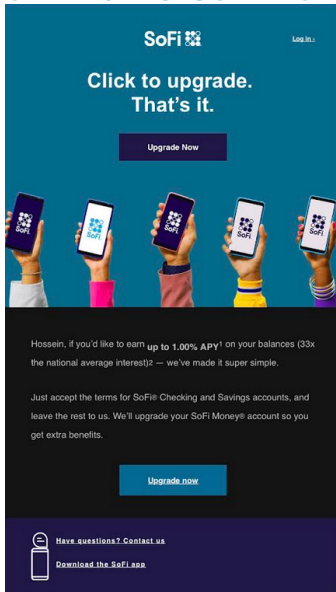 SoFi
Log in ›
Click to upgrade.
That's it.
Upgrade Now
SoFi
SoFi
SoFi
SoFi
SoFi
Hossein, if you'd like to earn up to 1.00% APY¹ on your balances (33x
the national average interest)2 — we've made it super simple.
Just accept the terms for SoFi® Checking and Savings accounts, and
leave the rest to us. We'll upgrade your SoFi Money® account so you
get extra benefits.
Upgrade now
Have questions? Contact us
Download the SoFi app